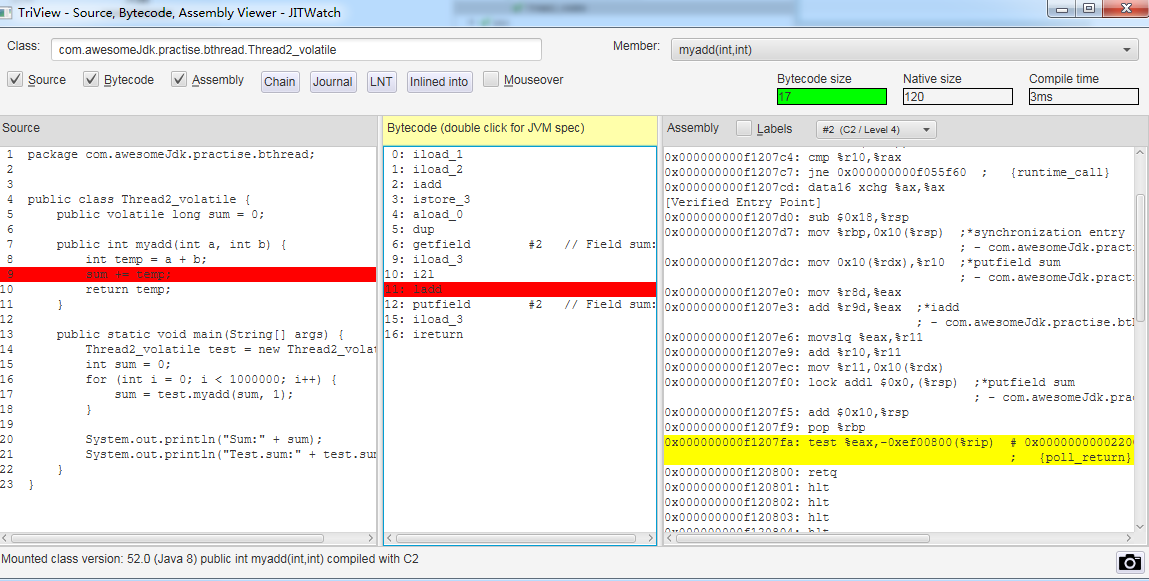 TriView - Source, Bytecode, Assembly Viewer - JITWatch
Class: com.awesomeJdk.practise.bthread.Thread2_volatile Member: myadd(int,int)
Source Bytecode Assembly Chain Journal LNT Inlined into Mouseover
Bytecode size Native size Compile time
17 120 3ms
Source
1 package com.awesomeJdk.practise.bthread;
2
3
4 public class Thread2_volatile {
5 public volatile long sum = 0;
6
7 public int myadd(int a, int b) {
8 int temp = a + b;
9 sum += temp;
10 return temp;
11 }
12
13 public static void main(String[] args) {
14 Thread2_volatile test = new Thread2_volat
15 int sum = 0;
16 for (int i = 0; i < 1000000; i++) {
17 sum = test.myadd(sum, 1);
18 }
19
20 System.out.println("Sum:" + sum);
21 System.out.println("Test.sum:" + test.sum
22 }
23 }
Bytecode (double click for JVM spec)
0: iload_1
1: iload_2
2: iadd
3: istore_3
4: aload_0
5: dup
6: getfield #2 // Field sum:
9: iload_3
10: i2l
11: ladd
12: putfield #2 // Field sum:
15: iload_3
16: ireturn
Assembly Labels #2 (C2 / Level 4)
0x000000000f1207c4: cmp %r10,%rax
0x000000000f1207c7: jne 0x000000000f055f60 ; {runtime_call}
0x000000000f1207cd: data16 xchg %ax,%ax
[Verified Entry Point]
0x000000000f1207d0: sub $0x18,%rsp
0x000000000f1207d7: mov %rbp,0x10(%rsp) ;*synchronization entry
; - com.awesomeJdk.practi
0x000000000f1207dc: mov 0x10(%rdx),%r10 ;*putfield sum
; - com.awesomeJdk.practi
0x000000000f1207e0: mov %r8d,%eax
0x000000000f1207e3: add %r9d,%eax ;*iadd
; - com.awesomeJdk.practise.bth
0x000000000f1207e6: movslq %eax,%r11
0x000000000f1207e9: add %r10,%r11
0x000000000f1207ec: mov %r11,0x10(%rdx)
0x000000000f1207f0: lock addl $0x0,(%rsp) ;*putfield sum
; - com.awesomeJdk.pra
0x000000000f1207f5: add $0x10,%rsp
0x000000000f1207f9: pop %rbp
0x000000000f1207fa: test %eax,-0xef00800(%rip) # 0x0000000000220
; {poll_return}
0x000000000f120800: retq
0x000000000f120801: hlt
0x000000000f120802: hlt
0x000000000f120803: hlt
0x000000000f120804: hlt
Mounted class version: 52.0 (Java 8) public int myadd(int,int) compiled with C2